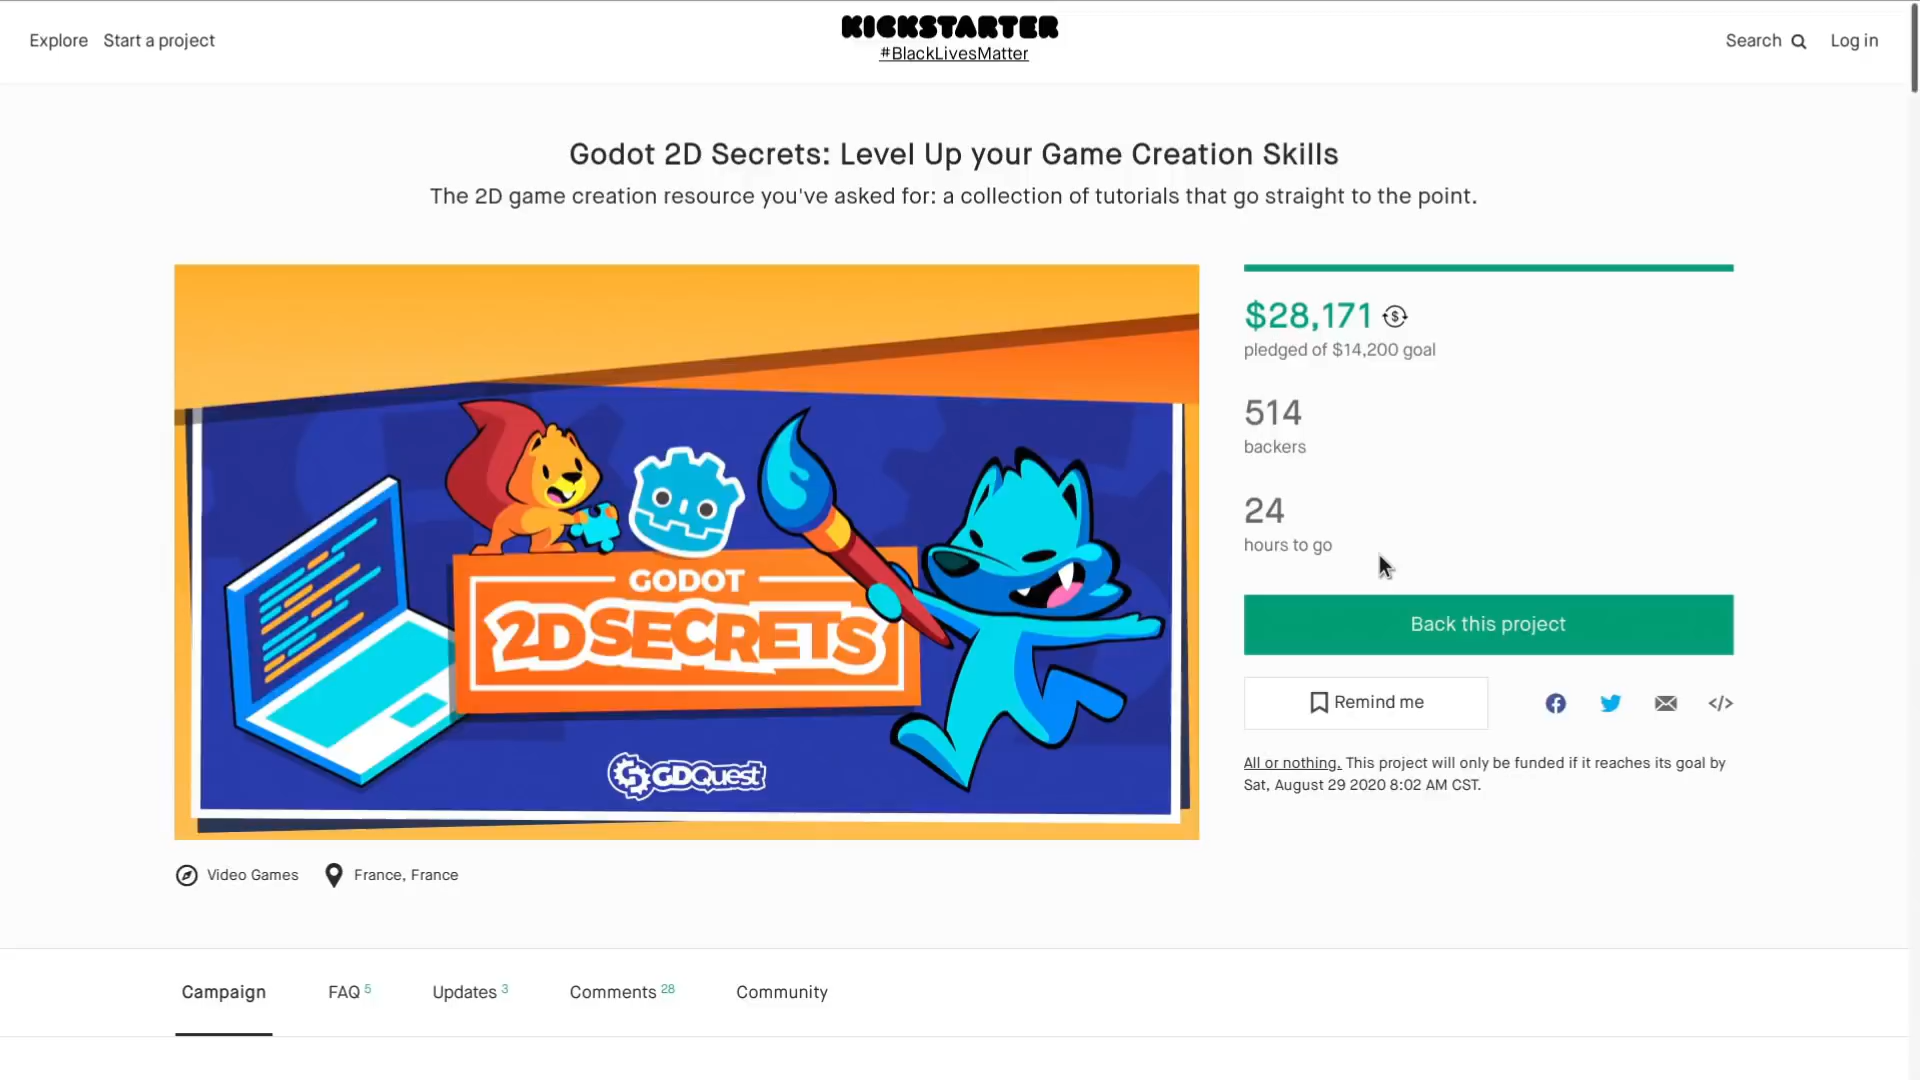 Explore Start a project
KICKSTARTER
#BlackLivesMatter
Search Log in
Godot 2D Secrets: Level Up your Game Creation Skills
The 2D game creation resource you've asked for: a collection of tutorials that go straight to the point.
GODOT
2D SECRETS
GDQuest
$28,171
pledged of $14,200 goal
514
backers
24
hours to go
Back this project
Remind me
All or nothing. This project will only be funded if it reaches its goal by
Sat, August 29 2020 8:02 AM CST.
Video Games France, France
Campaign FAQ 5 Updates 3 Comments 28 Community